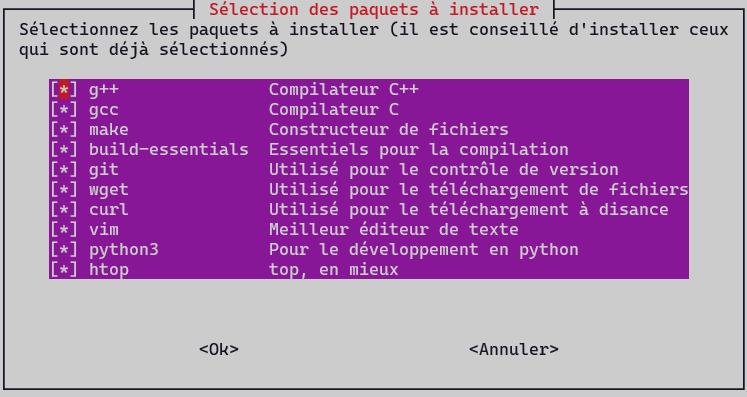 Sélection des paquets à installer
Sélectionnez les paquets à installer (il est conseillé d'installer ceux
qui sont déjà sélectionnés)
[*] g++ Compilateur C++
[*] gcc Compilateur C
[*] make Constructeur de fichiers
[*] build-essentials Essentiels pour la compilation
[*] git Utilisé pour le contrôle de version
[*] wget Utilisé pour le téléchargement de fichiers
[*] curl Utilisé pour le téléchargement à disance
[*] vim Meilleur éditeur de texte
[*] python3 Pour le développement en python
[*] htop top, en mieux
<Ok> <Annuler>